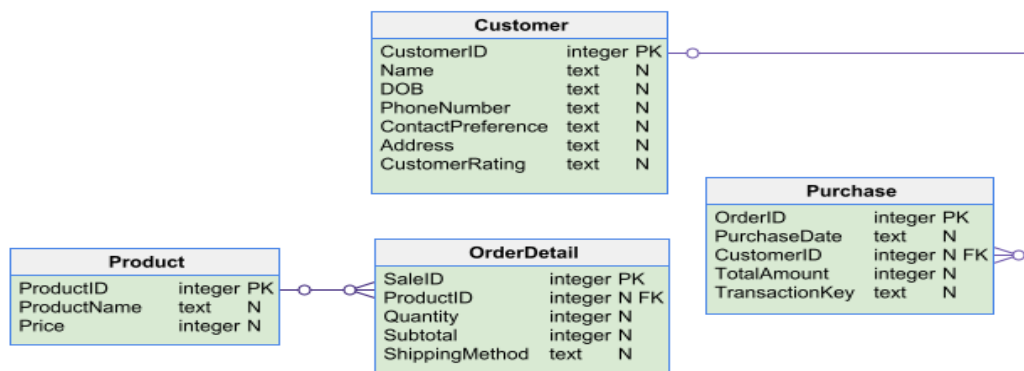 Customer
CustomerID integer PK
Name text N
DOB text N
PhoneNumber text N
ContactPreference text N
Address text N
CustomerRating text N
Purchase
OrderID integer PK
PurchaseDate text N
CustomerID integer N FK
TotalAmount integer N
TransactionKey text N
Product
ProductID integer PK
ProductName text N
Price integer N
OrderDetail
SaleID integer PK
ProductID integer N FK
Quantity integer N
Subtotal integer N
ShippingMethod text N